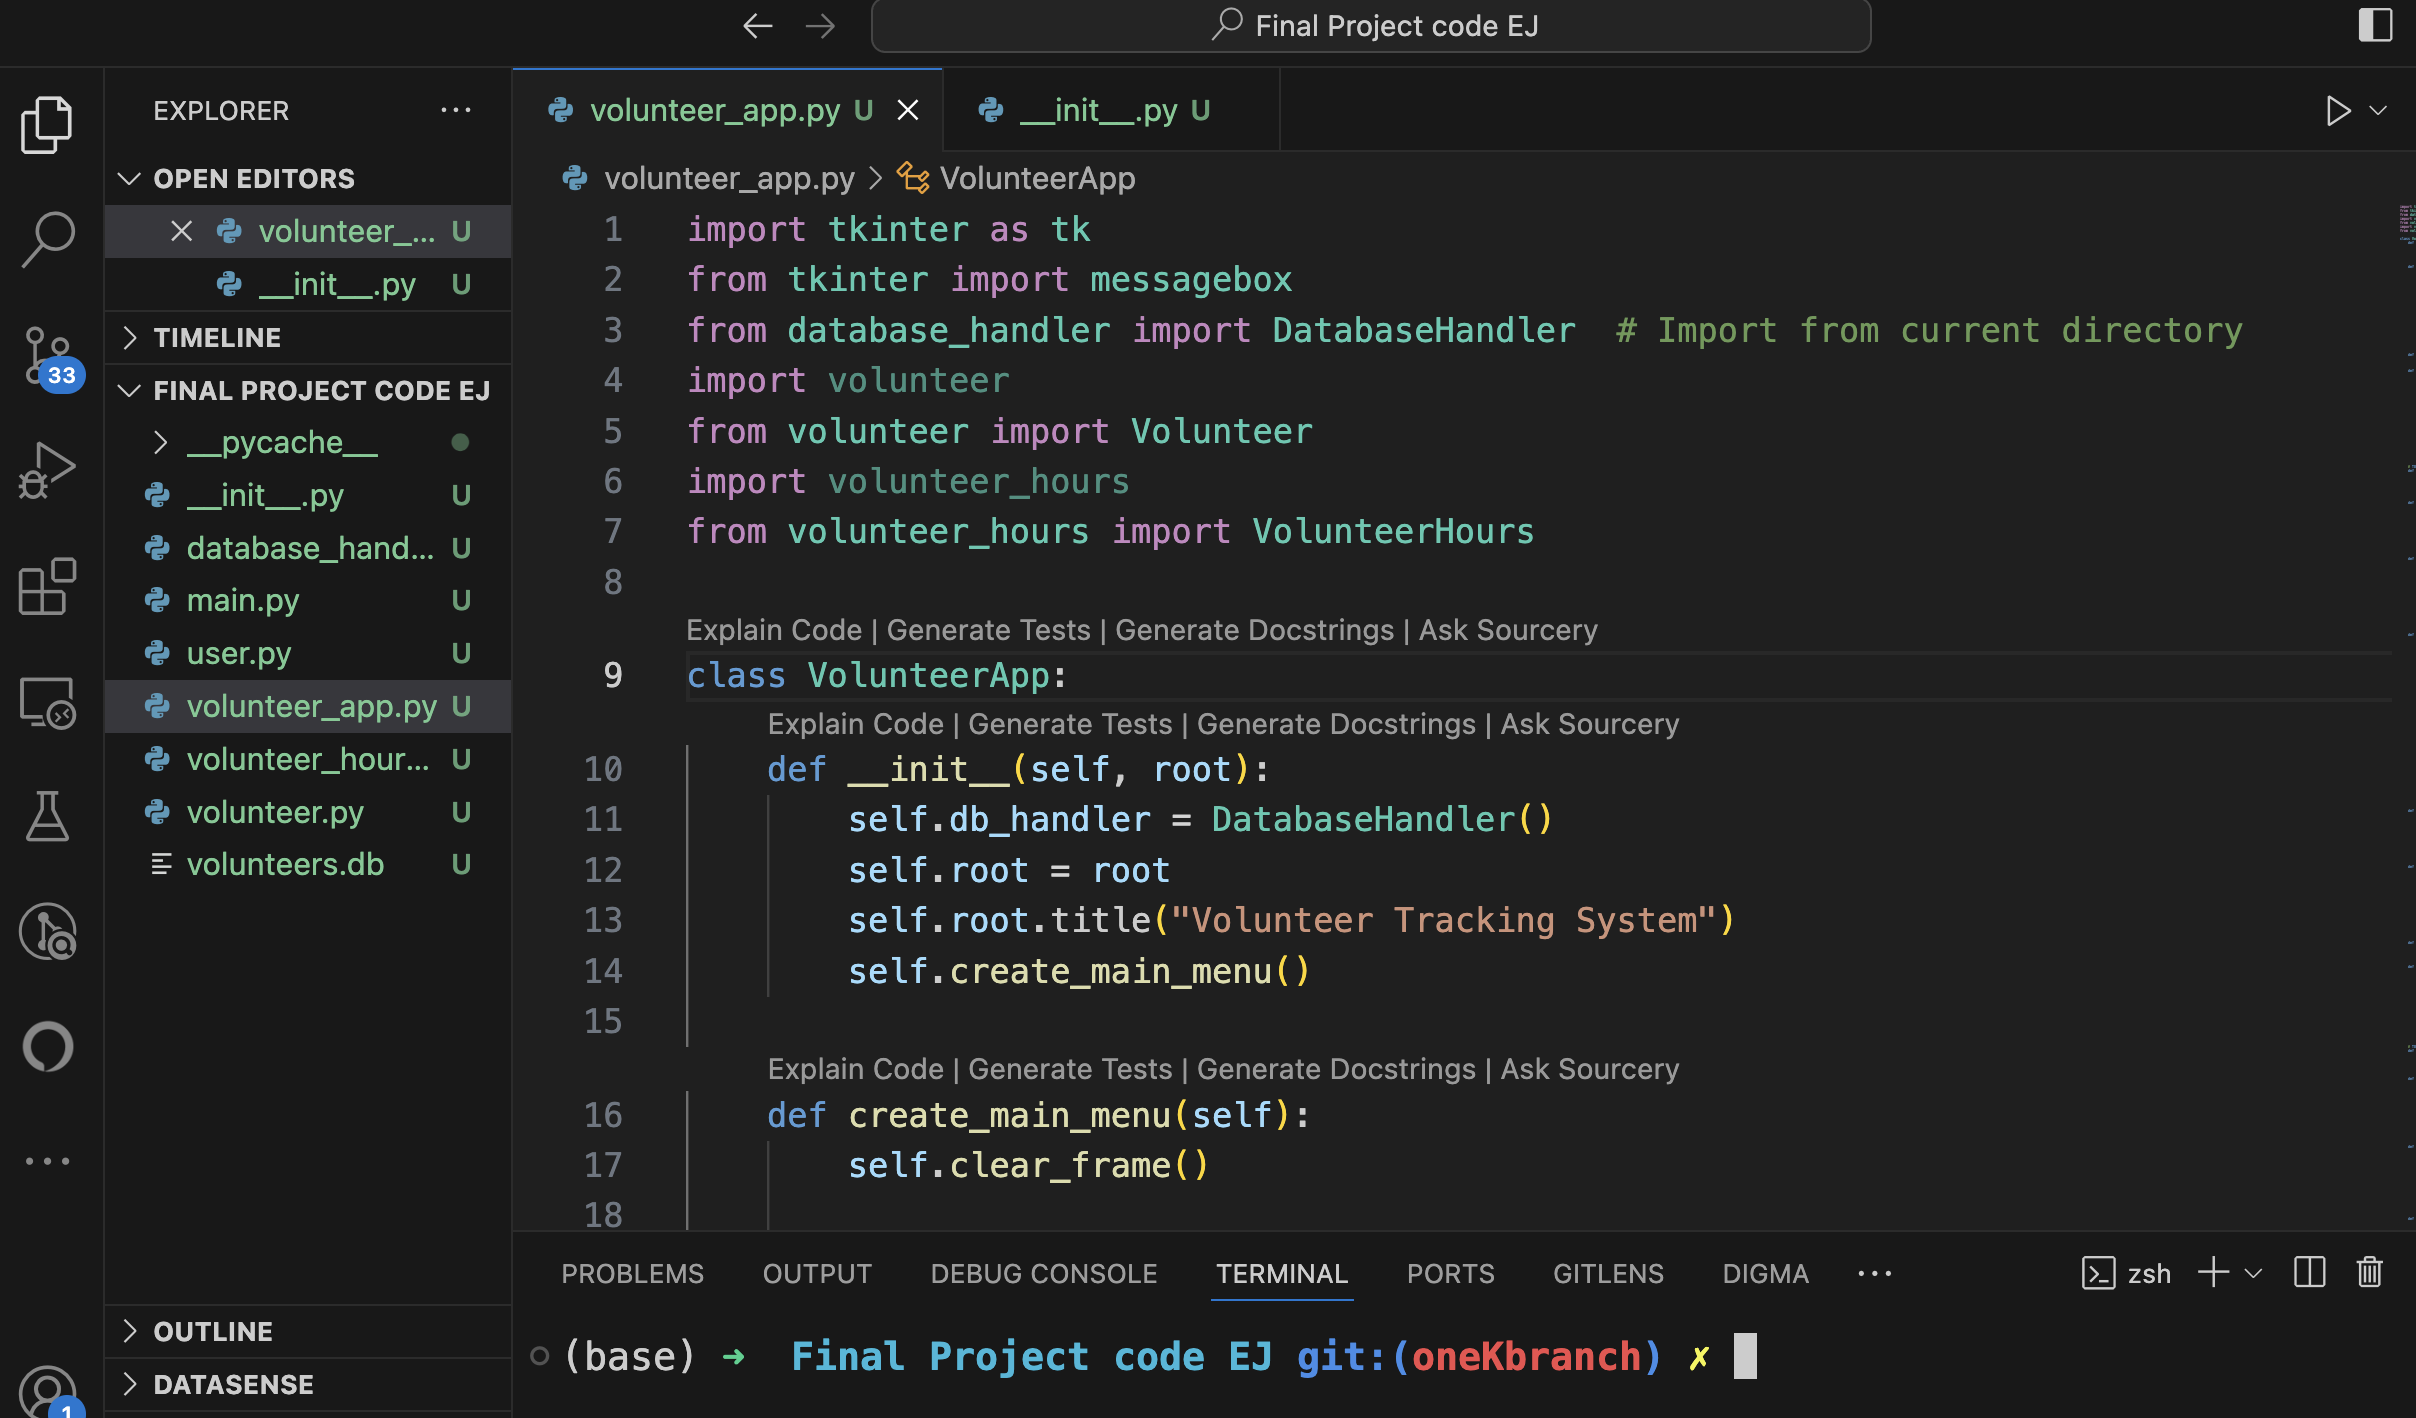 Final Project code EJ
EXPLORER ...
OPEN EDITORS
volunteer_... U
__init__.py U
TIMELINE
33
FINAL PROJECT CODE EJ
__pycache__
__init__.py U
database_hand... U
main.py U
user.py U
volunteer_app.py U
volunteer_hour... U
volunteer.py U
volunteers.db U
OUTLINE
DATASENSE
1
volunteer_app.py U
__init__.py U
volunteer_app.py > VolunteerApp
1 import tkinter as tk
2 from tkinter import messagebox
3 from database_handler import DatabaseHandler # Import from current directory
4 import volunteer
5 from volunteer import Volunteer
6 import volunteer_hours
7 from volunteer_hours import VolunteerHours
8
Explain Code | Generate Tests | Generate Docstrings | Ask Sourcery
9 class VolunteerApp:
Explain Code | Generate Tests | Generate Docstrings | Ask Sourcery
10 def __init__(self, root):
11 self.db_handler = DatabaseHandler()
12 self.root = root
13 self.root.title("Volunteer Tracking System")
14 self.create_main_menu()
15
Explain Code | Generate Tests | Generate Docstrings | Ask Sourcery
16 def create_main_menu(self):
17 self.clear_frame()
18
PROBLEMS OUTPUT DEBUG CONSOLE TERMINAL PORTS GITLENS DIGMA ... zsh
(base) ➜ Final Project code EJ git:(oneKbranch) ✗